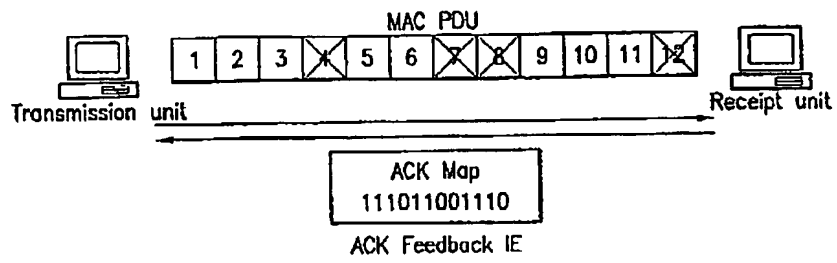 MAC PDU
1 2 3 4 5 6 7 8 9 10 11 12
Transmission unit
Receipt unit
ACK Map
111011001110
ACK Feedback IE